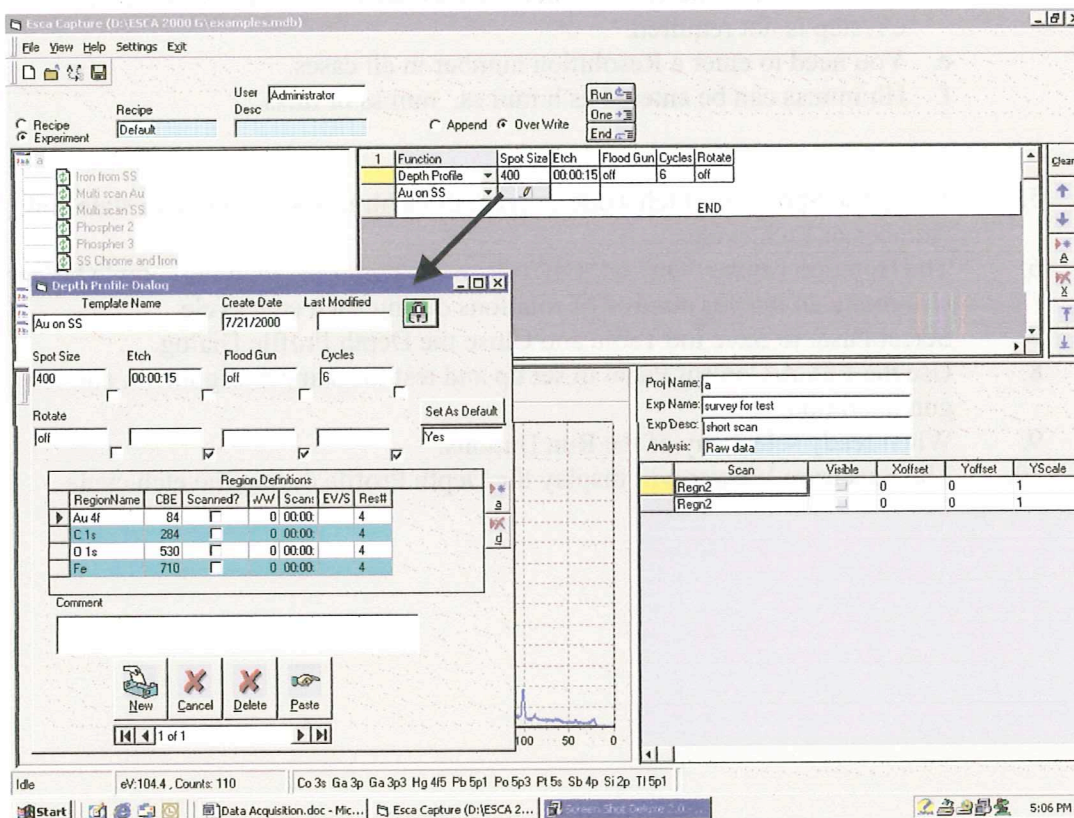 Esca Capture (D:\ESCA 2000 G\examples.mdb)
File View Help Settings Exit
User Administrator
Recipe Desc
Recipe
Experiment
Default
Append Over Write
Run
One
End
a
Iron from SS
Multi scan Au
Multi scan SS
Phospher 2
Phospher 3
SS Chrome and Iron
1 Function Spot Size Etch Flood Gun Cycles Rotate
Depth Profile 400 00:00:15 off 6 off
Au on SS
END
Clear
A
X
Depth Profile Dialog
Template Name Create Date Last Modified
Au on SS 7/21/2000
Spot Size Etch Flood Gun Cycles
400 00:00:15 off 6
Rotate Set As Default
off Yes
Region Definitions
RegionName CBE Scanned? WW Scan: EV/S Res#
Au 4f 84 0 00:00: 4
C 1s 284 0 00:00: 4
O 1s 530 0 00:00: 4
Fe 710 0 00:00: 4
a
d
Comment
New Cancel Delete Paste
1 of 1
100 50 0
Proj Name: a
Exp Name: survey for test
Exp Desc: short scan
Analysis: Raw data
Scan Visible Xoffset Yoffset YScale
Regn2 0 0 1
Regn2 0 0 1
Idle eV:104.4 , Counts: 110 Co 3s Ga 3p Ga 3p3 Hg 4f5 Pb 5p1 Po 5p3 Pt 5s Sb 4p Si 2p Tl 5p1
Start Data Acquisition.doc - Mic... Esca Capture (D:\ESCA 2... Screen Shot Deluxe 2.0 - ... 5:06 PM